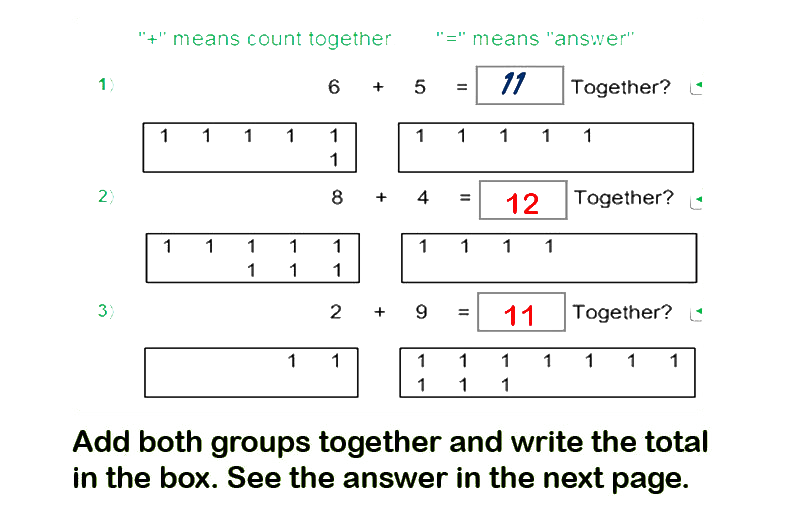 "+" means count together "=" means "answer"
1) 6 + 5 = 11 Together?
1 1 1 1 1 1 1 1 1 1
1
2) 8 + 4 = 12 Together?
1 1 1 1 1 1 1 1 1
1 1 1
3) 2 + 9 = 11 Together?
1 1 1 1 1 1 1 1 1
1 1 1
Add both groups together and write the total
in the box. See the answer in the next page.